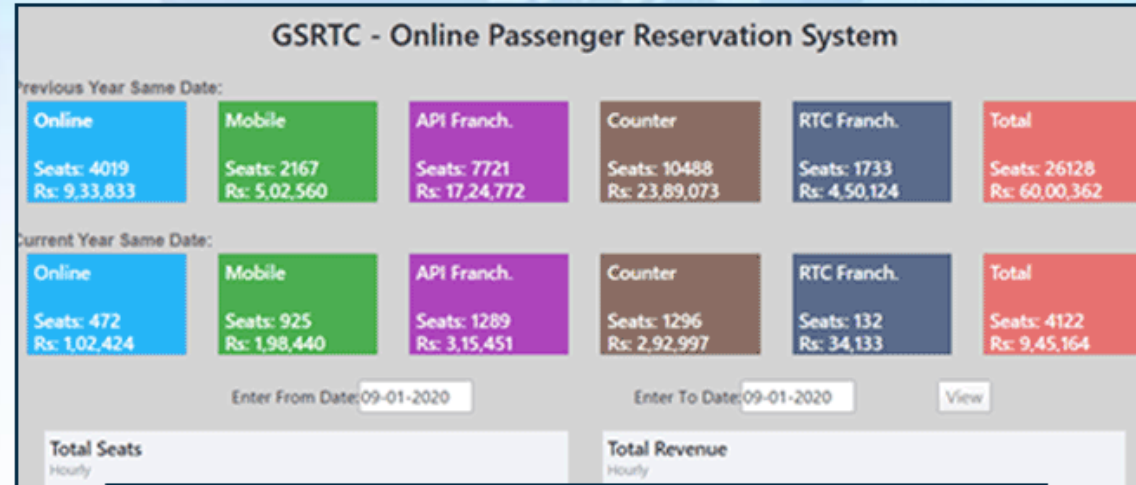 GSRTC - Online Passenger Reservation System
Previous Year Same Date:
Online
Seats: 4019
Rs: 9,33,833
Mobile
Seats: 2167
Rs: 5,02,560
API Franch.
Seats: 7721
Rs: 17,24,772
Counter
Seats: 10488
Rs: 23,89,073
RTC Franch.
Seats: 1733
Rs: 4,50,124
Total
Seats: 26128
Rs: 60,00,362
Current Year Same Date:
Online
Seats: 472
Rs: 1,02,424
Mobile
Seats: 925
Rs: 1,98,440
API Franch.
Seats: 1289
Rs: 3,15,451
Counter
Seats: 1296
Rs: 2,92,997
RTC Franch.
Seats: 132
Rs: 34,133
Total
Seats: 4122
Rs: 9,45,164
Enter From Date: 09-01-2020 Enter To Date: 09-01-2020 View
Total Seats
Hourly
Total Revenue
Hourly